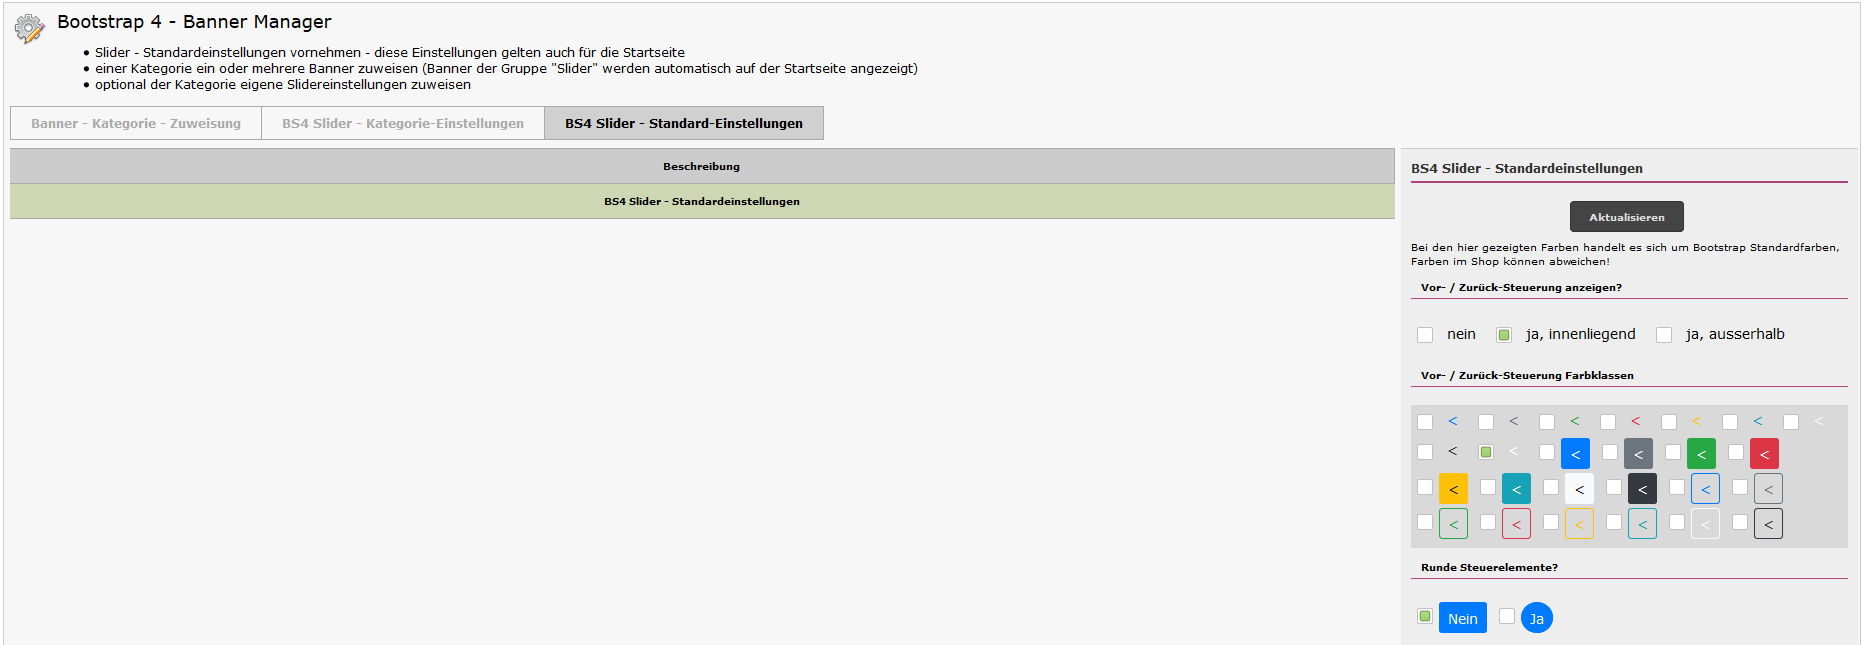 Bootstrap 4 - Banner Manager
• Slider - Standardeinstellungen vornehmen - diese Einstellungen gelten auch für die Startseite
• einer Kategorie ein oder mehrere Banner zuweisen (Banner der Gruppe "Slider" werden automatisch auf der Startseite angezeigt)
• optional der Kategorie eigene Slidereinstellungen zuweisen
Banner - Kategorie - Zuweisung BS4 Slider - Kategorie-Einstellungen BS4 Slider - Standard-Einstellungen
Beschreibung
BS4 Slider - Standardeinstellungen
BS4 Slider - Standardeinstellungen
Aktualisieren
Bei den hier gezeigten Farben handelt es sich um Bootstrap Standardfarben,
Farben im Shop können abweichen!
Vor- / Zurück-Steuerung anzeigen?
nein ja, innenliegend ja, ausserhalb
Vor- / Zurück-Steuerung Farbklassen
< < < < < < <
< < < < < <
< < < < < <
< < < < < <
Runde Steuerelemente?
Nein Ja